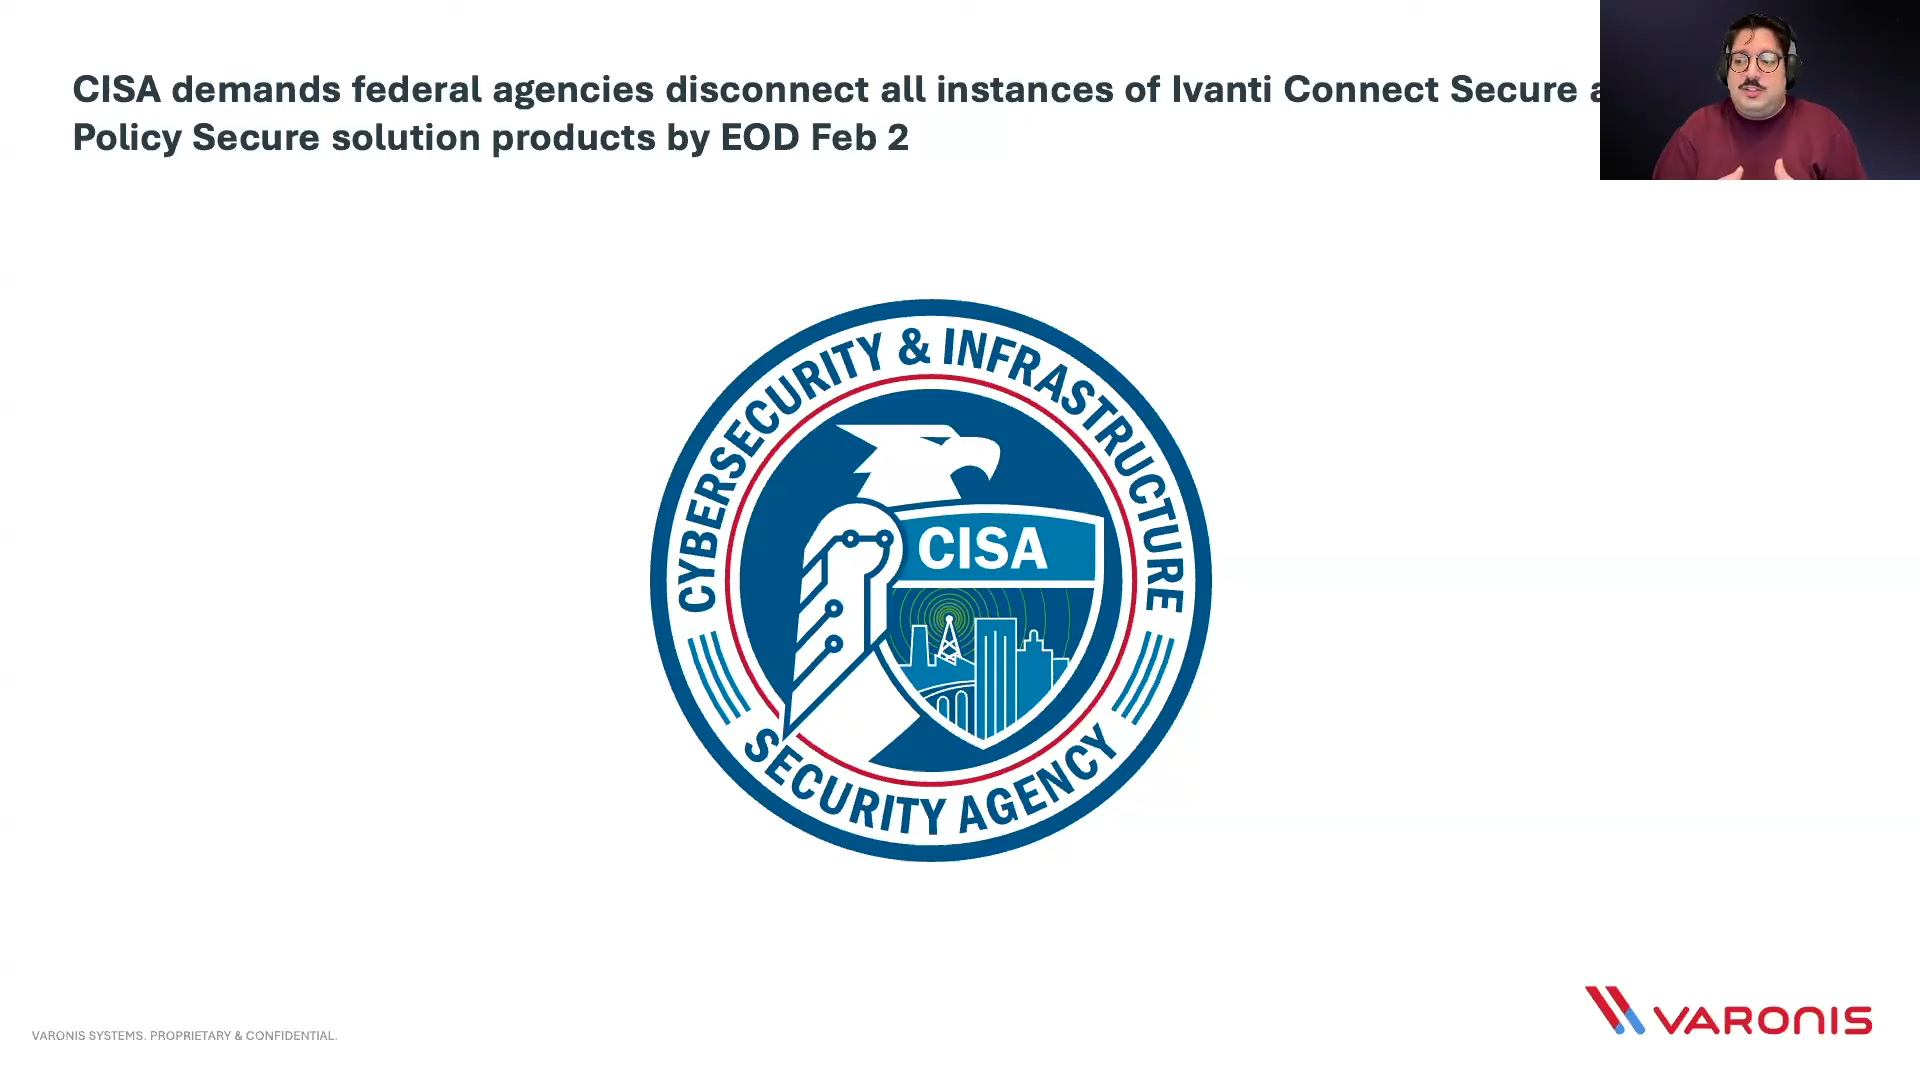 CISA demands federal agencies disconnect all instances of Ivanti Connect Secure
Policy Secure solution products by EOD Feb 2
CYBERSECURITY & INFRASTRUCTURE
CISA
SECURITY AGENCY
VARONIS
VARONIS SYSTEMS. PROPRIETARY & CONFIDENTIAL.